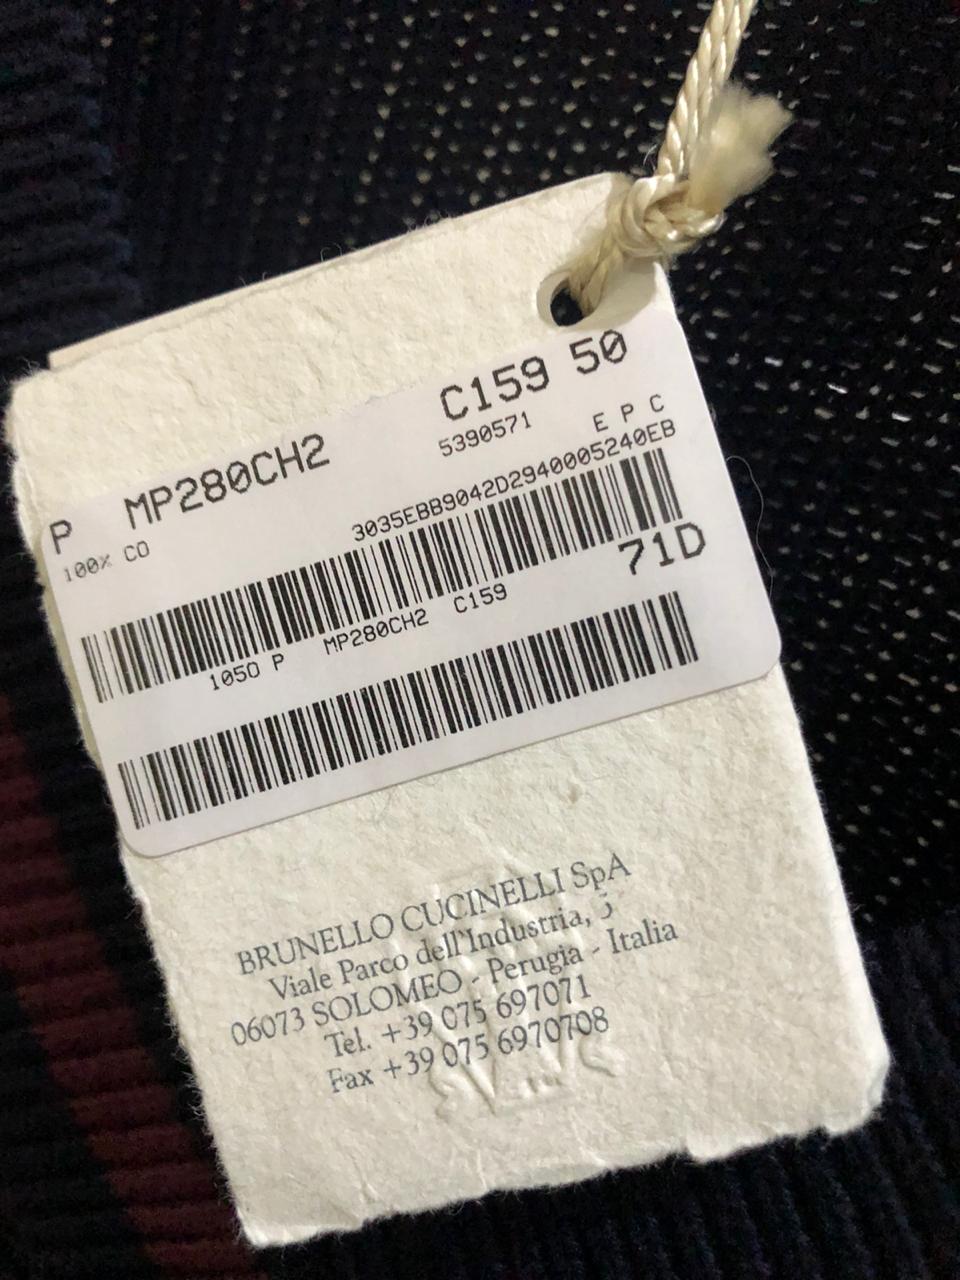 C159 50
P MP280CH2 5390571 E P C
100% CO 3035EBB9042D2940005240EB
71D
1050 P MP280CH2 C159
BRUNELLO CUCINELLI SpA
Viale Parco dell'Industria, 5
06073 SOLOMEO - Perugia - Italia
Tel. +39 075 697071
Fax +39 075 6970708